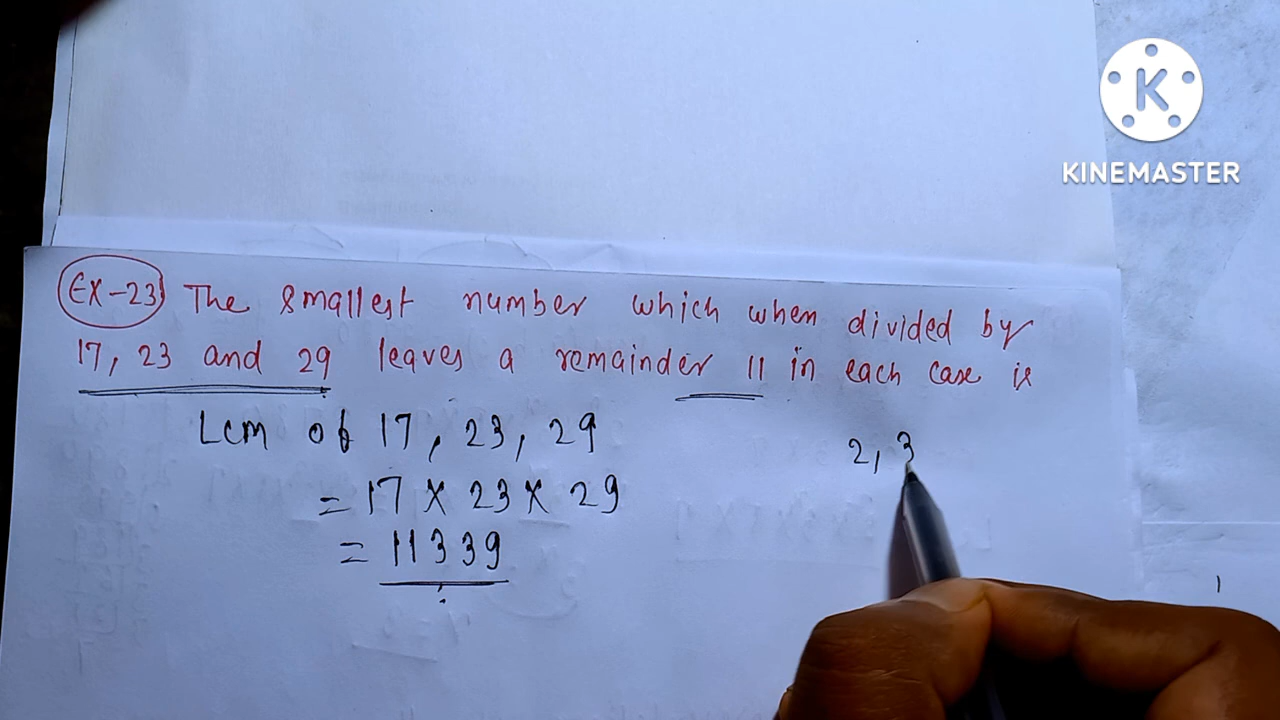 K
KINEMASTER
Ex-23 The smallest number which when divided by
17, 23 and 29 leaves a remainder 11 in each case is
Lcm of 17, 23, 29
2, 3
= 17 × 23 × 29
= 11339